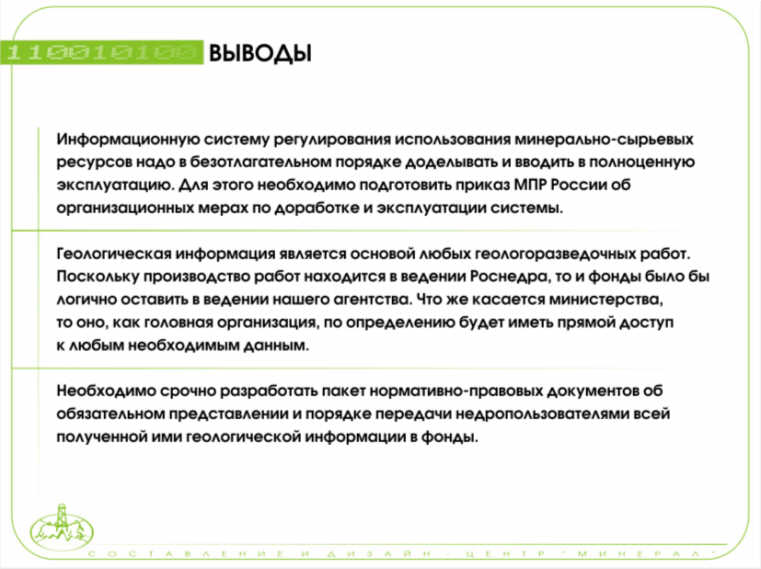 110010100 ВЫВОДЫ
Информационную систему регулирования использования минерально-сырьевых
ресурсов надо в безотлагательном порядке доделывать и вводить в полноценную
эксплуатацию. Для этого необходимо подготовить приказ МПР России об
организационных мерах по доработке и эксплуатации системы.
Геологическая информация является основой любых геологоразведочных работ.
Поскольку производство работ находится в ведении Роснедра, то и фонды было бы
логично оставить в ведении нашего агентства. Что же касается министерства,
то оно, как головная организация, по определению будет иметь прямой доступ
к любым необходимым данным.
Необходимо срочно разработать пакет нормативно-правовых документов об
обязательном представлении и порядке передачи недропользователями всей
полученной ими геологической информации в фонды.
СОСТАВЛЕНИЕ И ДИЗАЙН - ЦЕНТР "МИНЕРАЛ"